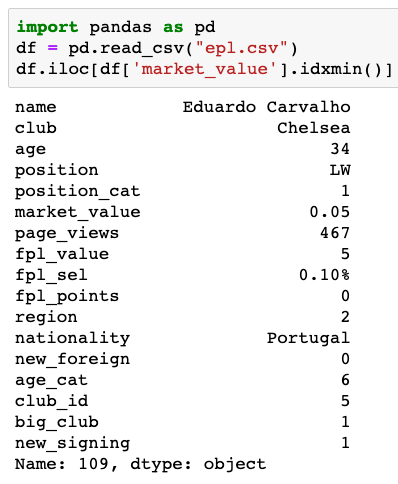 import pandas as pd
df = pd.read_csv("epl.csv")
df.iloc[df['market_value'].idxmin()]
name Eduardo Carvalho
club Chelsea
age 34
position LW
position_cat 1
market_value 0.05
page_views 467
fpl_value 5
fpl_sel 0.10%
fpl_points 0
region 2
nationality Portugal
new_foreign 0
age_cat 6
club_id 5
big_club 1
new_signing 1
Name: 109, dtype: object